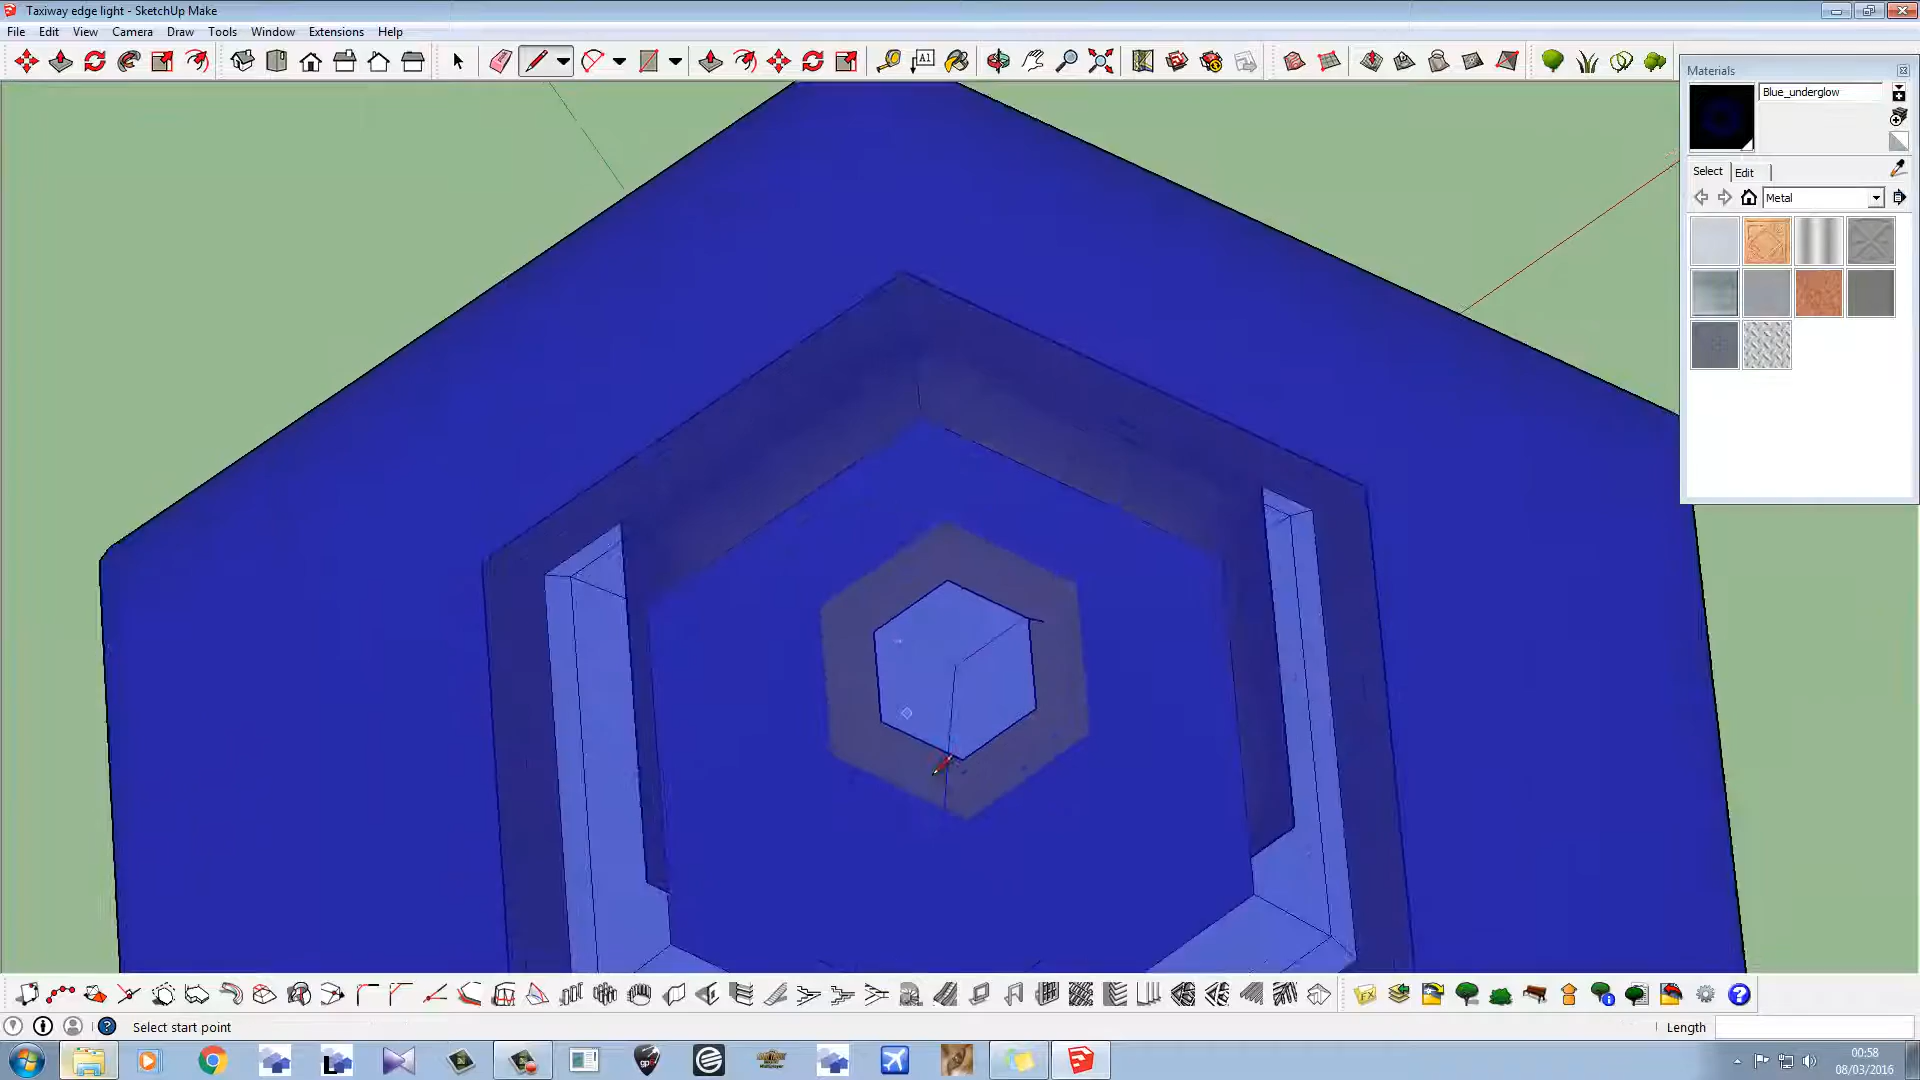 Taxiway edge light - SketchUp Make
File Edit View Camera Draw Tools Window Extensions Help
Materials
Blue_underglow
Select Edit
Metal
Select start point
Length
00:58
08/03/2016